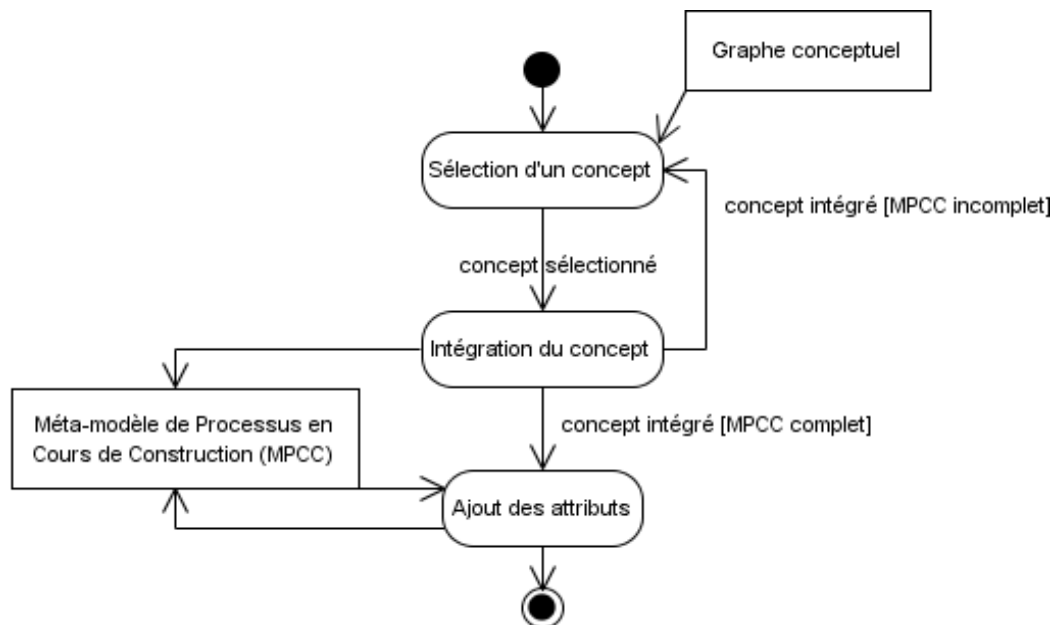 Graphe conceptuel
Sélection d'un concept
concept intégré [MPCC incomplet]
concept sélectionné
Intégration du concept
Méta-modèle de Processus en
Cours de Construction (MPCC)
concept intégré [MPCC complet]
Ajout des attributs